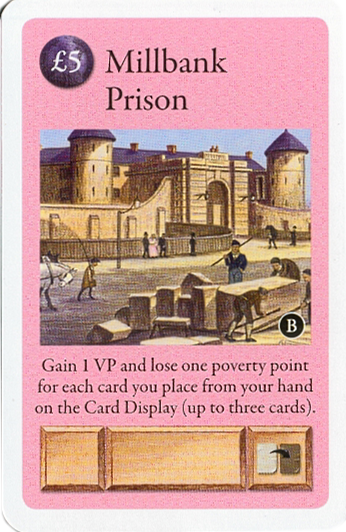 £5
Millbank
Prison
B
Gain 1 VP and lose one poverty point
for each card you place from your hand
on the Card Display (up to three cards).